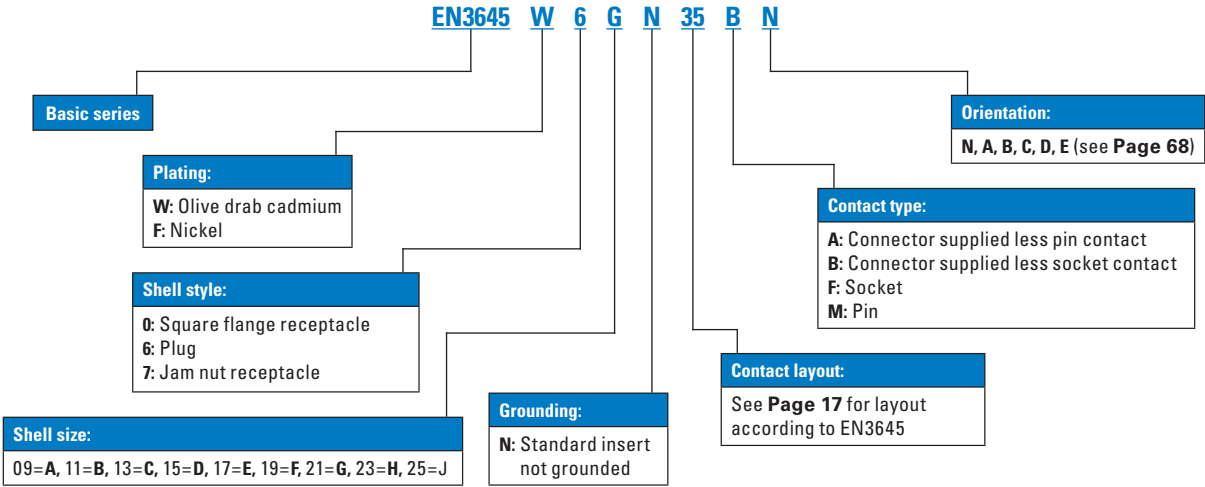 EN3645 W 6 G N 35 B N
Basic series
Orientation:
N, A, B, C, D, E (see Page 68)
Plating:
W: Olive drab cadmium
F: Nickel
Contact type:
A: Connector supplied less pin contact
B: Connector supplied less socket contact
F: Socket
M: Pin
Shell style:
0: Square flange receptacle
6: Plug
7: Jam nut receptacle
Contact layout:
See Page 17 for layout
according to EN3645
Grounding:
N: Standard insert
not grounded
Shell size:
09=A, 11=B, 13=C, 15=D, 17=E, 19=F, 21=G, 23=H, 25=J